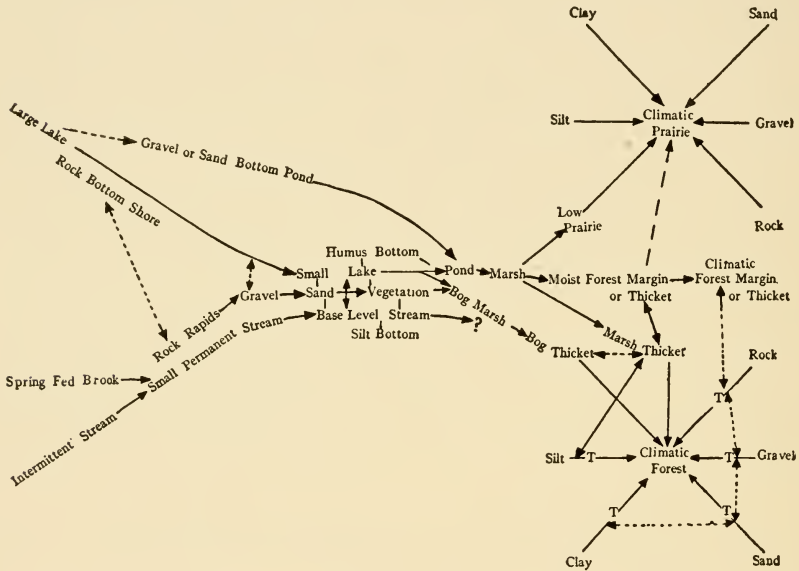 Clay
Sand
Silt
Climatic
Prairie
Gravel
Large Lake
Gravel or Sand Bottom Pond
Rock Bottom Shore
Low
Prairie
Rock
Humus Bottom
Small
Lake
Pond
Marsh
Moist Forest Margin
or Thicket
Climatic
Forest Margin
or Thicket
Gravel
Sand
Vegetation
Bog Marsh
Bog
Thicket
Marsh
Thicket
Rock Rapids
Base Level
Stream
?
Silt Bottom
Small Permanent Stream
Spring Fed Brook
Intermittent Stream
Rock
T
Silt
T
Climatic
Forest
T
Gravel
T
T
Clay
Sand